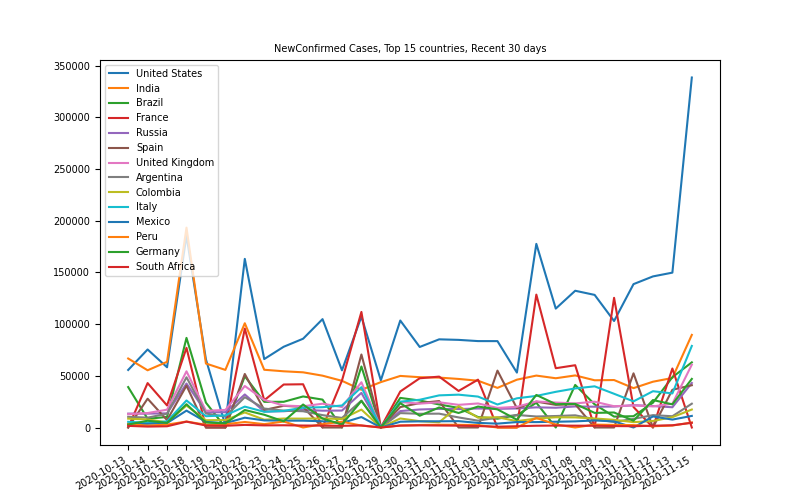 NewConfirmed Cases, Top 15 countries, Recent 30 days
350000
300000
250000
200000
150000
100000
50000
0
United States
India
Brazil
France
Russia
Spain
United Kingdom
Argentina
Colombia
Italy
Mexico
Peru
Germany
South Africa
2020-10-13
2020-10-14
2020-10-15
2020-10-18
2020-10-19
2020-10-20
2020-10-22
2020-10-23
2020-10-24
2020-10-25
2020-10-26
2020-10-27
2020-10-28
2020-10-29
2020-10-30
2020-10-31
2020-11-01
2020-11-02
2020-11-03
2020-11-04
2020-11-05
2020-11-06
2020-11-07
2020-11-08
2020-11-09
2020-11-10
2020-11-11
2020-11-12
2020-11-13
2020-11-15